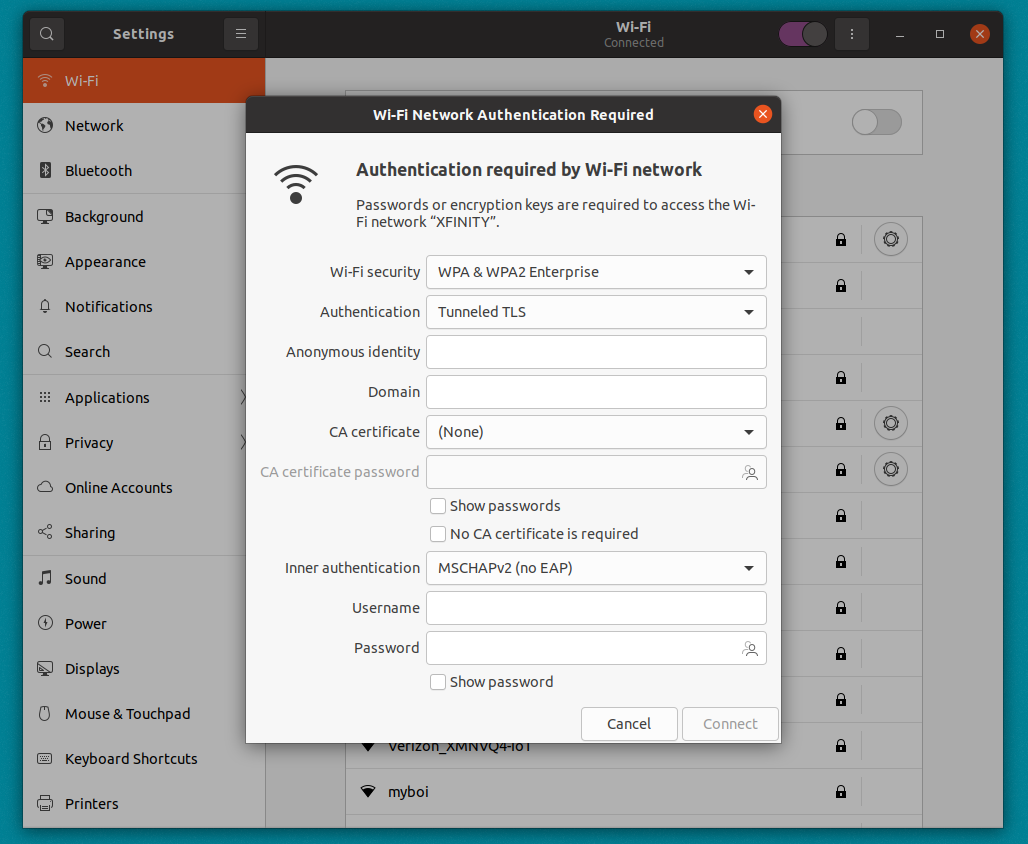 Settings
Wi-Fi
Connected
Wi-Fi
Network
Bluetooth
Background
Appearance
Notifications
Search
Applications
Privacy
Online Accounts
Sharing
Sound
Power
Displays
Mouse & Touchpad
Keyboard Shortcuts
Printers
Wi-Fi Network Authentication Required
Authentication required by Wi-Fi network
Passwords or encryption keys are required to access the Wi-
Fi network “XFINITY”.
Wi-Fi security WPA & WPA2 Enterprise
Authentication Tunneled TLS
Anonymous identity
Domain
CA certificate (None)
CA certificate password
Show passwords
No CA certificate is required
Inner authentication MSCHAPv2 (no EAP)
Username
Password
Show password
Cancel Connect
Verizon_XMNVQ4-IoT
myboi